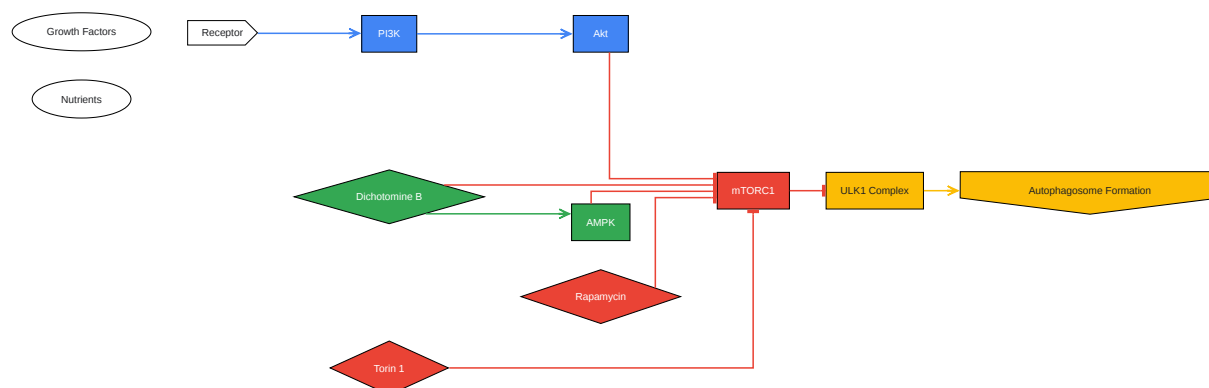 Growth Factors
Receptor
PI3K
Akt
Nutrients
Dichotomine B
mTORC1
ULK1 Complex
Autophagosome Formation
AMPK
Rapamycin
Torin 1